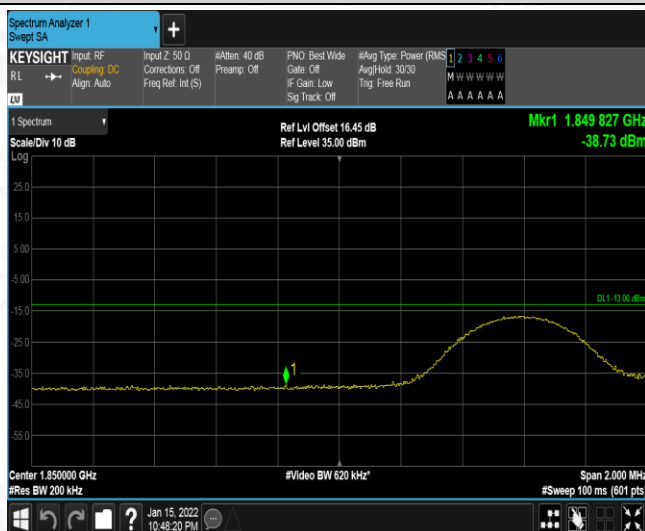 Spectrum Analyzer 1
Swept SA
KEYSIGHT
RL
LXI
Input: RF
Coupling: DC
Align: Auto
Input Z: 50 Ω
Corrections: Off
Freq Ref: Int (S)
#Atten: 40 dB
Preamp: Off
PNO: Best Wide
Gate: Off
IF Gain: Low
Sig Track: Off
#Avg Type: Power (RMS
Avg|Hold: 30/30
Trig: Free Run
1 2 3 4 5 6
M W W W W W
A A A A A A
1 Spectrum
Scale/Div 10 dB
Log
Ref Lvl Offset 16.45 dB
Ref Level 35.00 dBm
Mkr1 1.849 827 GHz
-38.73 dBm
25.0
15.0
5.00
-5.00
DL1 -13.00 dBm
-15.0
-25.0
-35.0
1
-45.0
-55.0
Center 1.850000 GHz
#Res BW 200 kHz
#Video BW 620 kHz*
Span 2.000 MHz
#Sweep 100 ms (601 pts)
?
Jan 15, 2022
10:48:20 PM